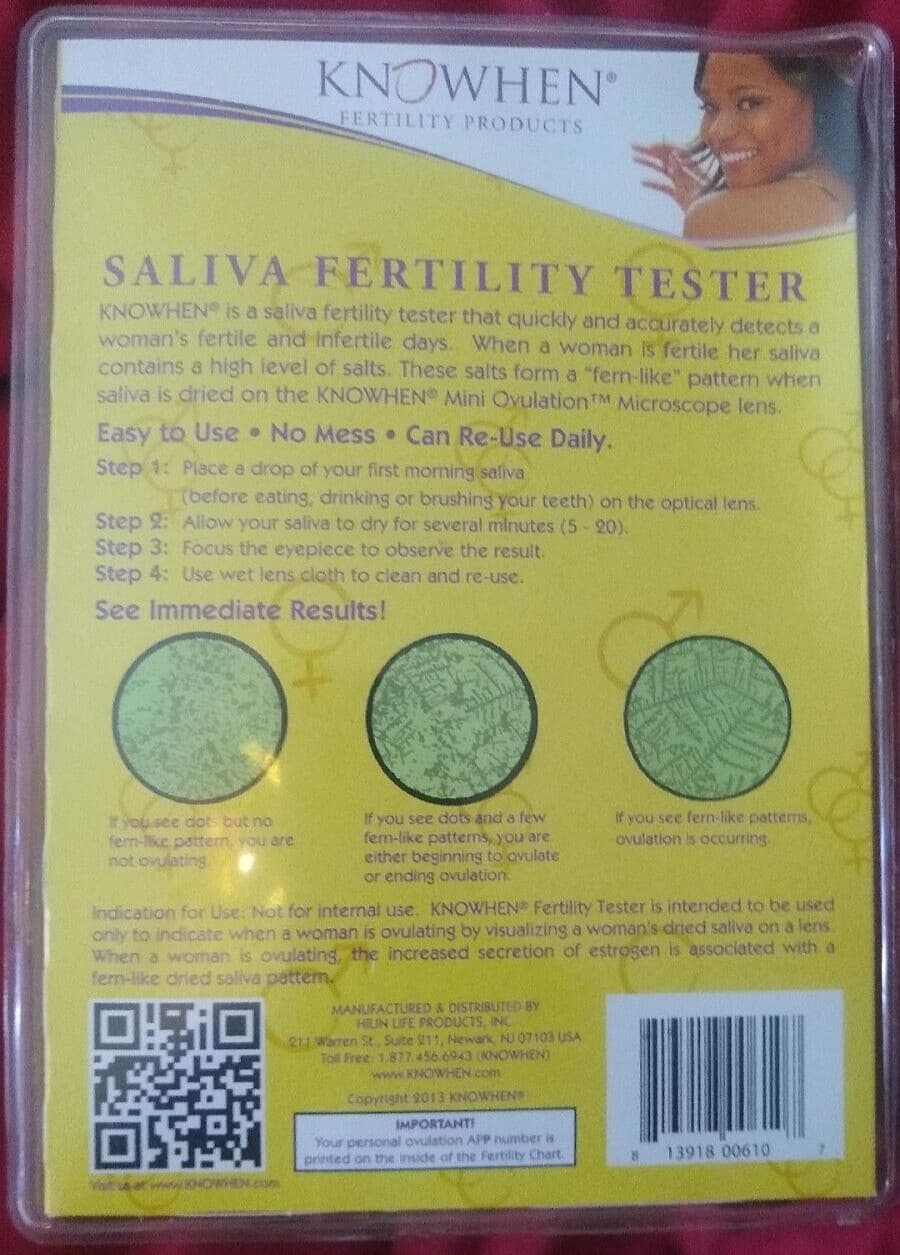 KNOWHEN®
FERTILITY PRODUCTS
SALIVA FERTILITY TESTER
KNOWHEN® is a saliva fertility tester that quickly and accurately detects a
woman's fertile and infertile days. When a woman is fertile her saliva
contains a high level of salts. These salts form a "fern-like" pattern when
saliva is dried on the KNOWHEN® Mini Ovulation™ Microscope lens.
Easy to Use • No Mess • Can Re-Use Daily.
Step 1: Place a drop of your first morning saliva
(before eating, drinking or brushing your teeth) on the optical lens.
Step 2: Allow your saliva to dry for several minutes (5 - 20).
Step 3: Focus the eyepiece to observe the result.
Step 4: Use wet lens cloth to clean and re-use.
See Immediate Results!
If you see dots but no
fern-like pattern, you are
not ovulating.
If you see dots and a few
fern-like patterns, you are
either beginning to ovulate
or ending ovulation.
If you see fern-like patterns,
ovulation is occurring.
Indication for Use: Not for internal use. KNOWHEN® Fertility Tester is intended to be used
only to indicate when a woman is ovulating by visualizing a woman's dried saliva on a lens.
When a woman is ovulating, the increased secretion of estrogen is associated with a
fern-like dried saliva pattern.
MANUFACTURED & DISTRIBUTED BY
HILIN LIFE PRODUCTS, INC.
211 Warren St., Suite 211, Newark, NJ 07103 USA
Toll Free: 1.877.456.6943 (KNOWHEN)
www.KNOWHEN.com
Copyright 2013 KNOWHEN®
IMPORTANT!
Your personal ovulation APP number is
printed on the inside of the Fertility Chart.
Visit us at www.KNOWHEN.com
8 13918 00610 7